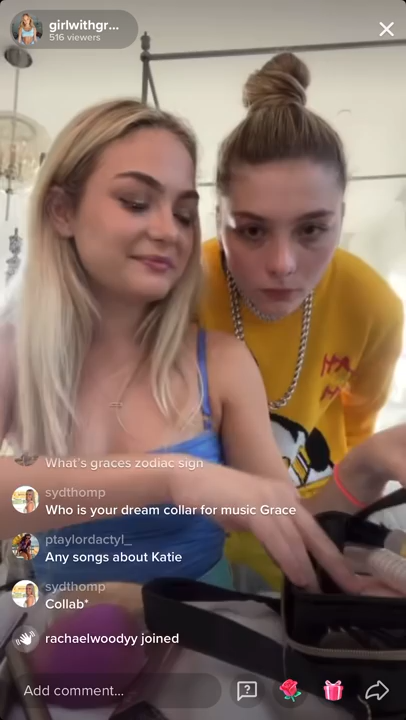 girlwithgr...
516 viewers
What's graces zodiac sign
sydthomp
Who is your dream collar for music Grace
ptaylordactyl_
Any songs about Katie
sydthomp
Collab*
rachaelwoodyy joined
Add comment...